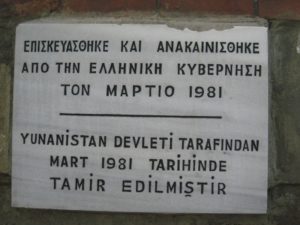 ΕΠΙΣΚΕΥΑΣΘΗΚΕ ΚΑΙ ΑΝΑΚΑΙΝΙΣΘΗΚΕ
ΑΠΟ ΤΗΝ ΕΛΛΗΝΙΚΗ ΚΥΒΕΡΝΗΣΗ
ΤΟΝ ΜΑΡΤΙΟ 1981
YUNANİSTAN DEVLETİ TARAFINDAN
MART 1981 TARİHİNDE
TAMİR EDİLMİŞTİR